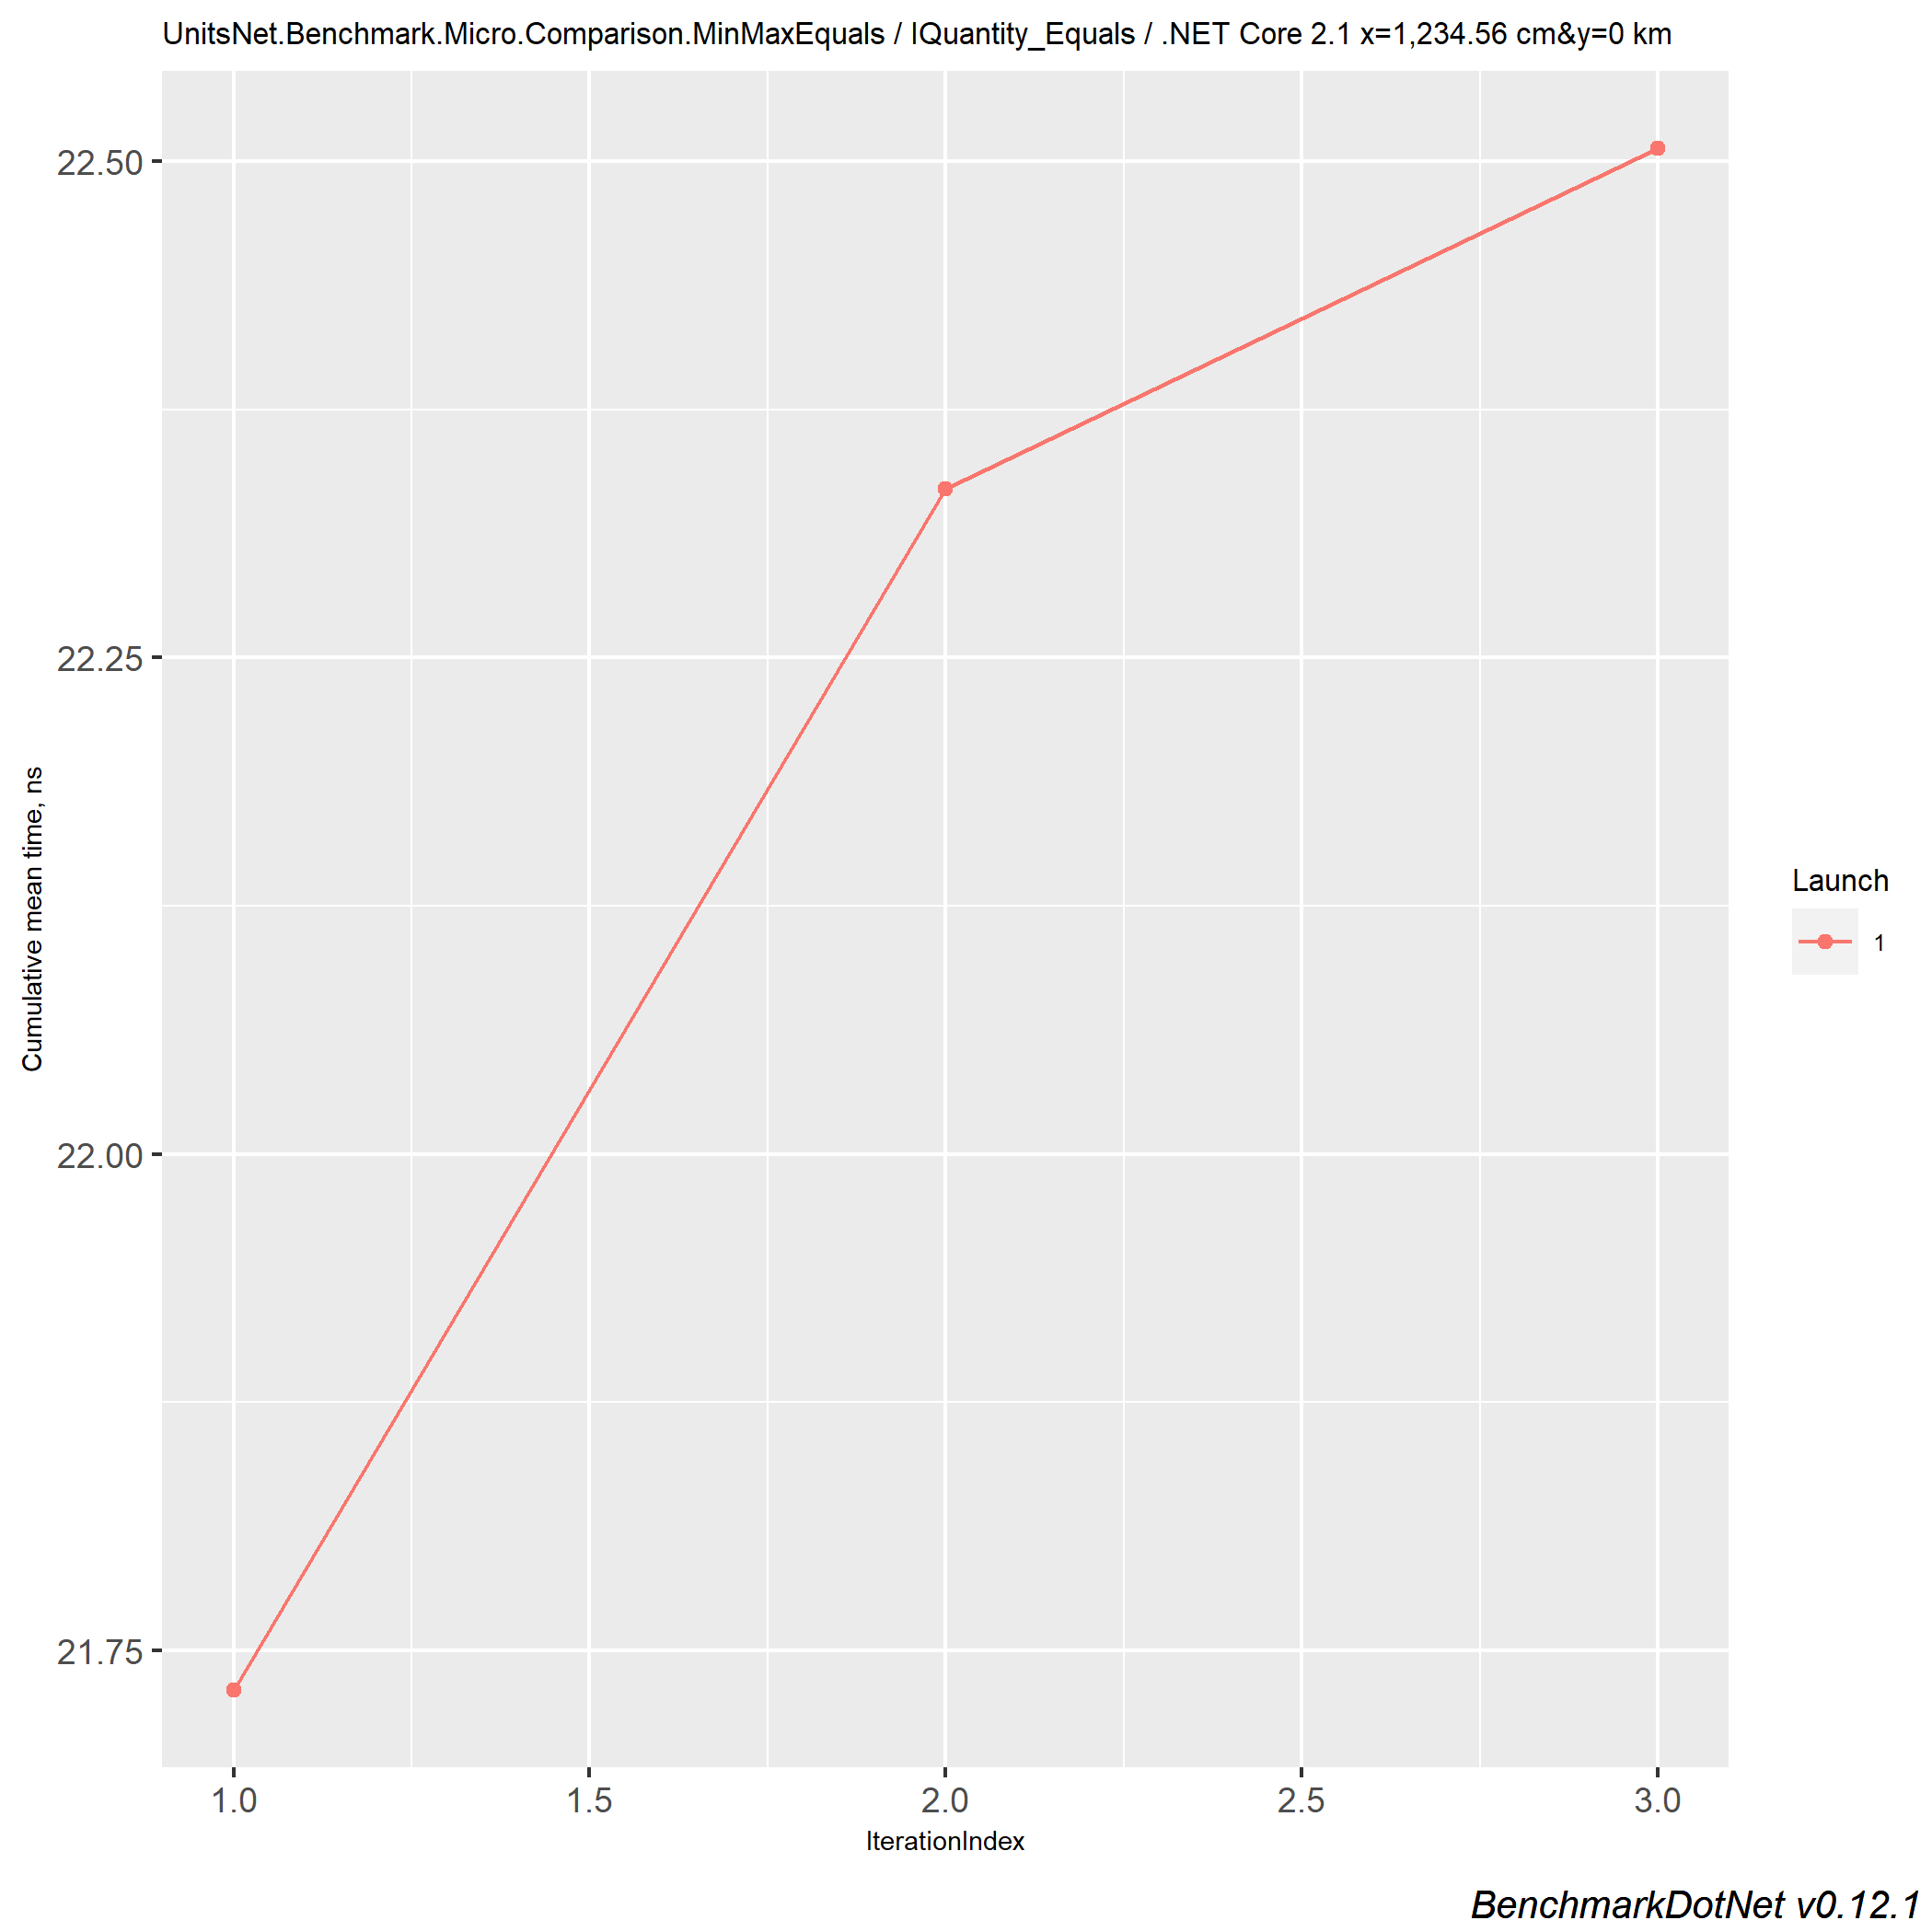 UnitsNet.Benchmark.Micro.Comparison.MinMaxEquals / IQuantity_Equals / .NET Core 2.1 x=1,234.56 cm&y=0 km
22.50
22.25
22.00
21.75
Cumulative mean time, ns
1.0 1.5 2.0 2.5 3.0
IterationIndex
Launch
1
BenchmarkDotNet v0.12.1